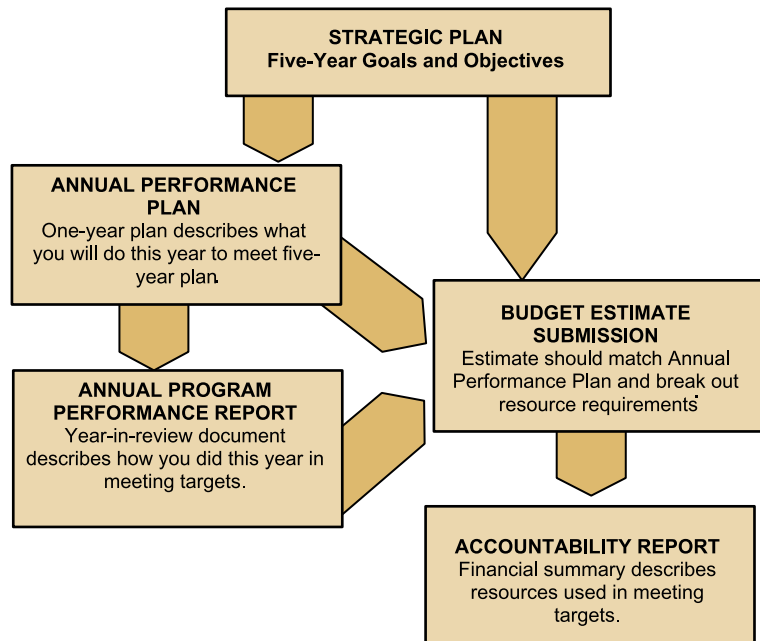 STRATEGIC PLAN
Five-Year Goals and Objectives
ANNUAL PERFORMANCE
PLAN
One-year plan describes what
you will do this year to meet five-
year plan.
BUDGET ESTIMATE
SUBMISSION
Estimate should match Annual
Performance Plan and break out
resource requirements.
ANNUAL PROGRAM
PERFORMANCE REPORT
Year-in-review document
describes how you did this year in
meeting targets.
ACCOUNTABILITY REPORT
Financial summary describes
resources used in meeting
targets.